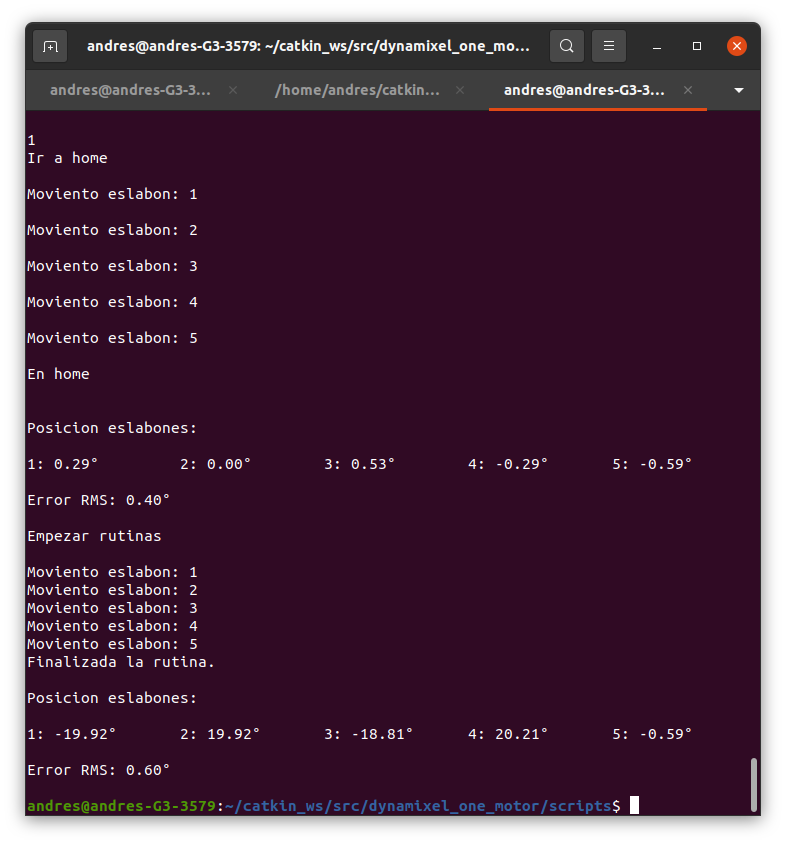 andres@andres-G3-3579: ~/catkin_ws/src/dynamixel_one_mo...
andres@andres-G3-3... × /home/andres/catkin... × andres@andres-G3-3... ×
1
Ir a home
Moviento eslabon: 1
Moviento eslabon: 2
Moviento eslabon: 3
Moviento eslabon: 4
Moviento eslabon: 5
En home
Posicion eslabones:
1: 0.29° 2: 0.00° 3: 0.53° 4: -0.29° 5: -0.59°
Error RMS: 0.40°
Empezar rutinas
Moviento eslabon: 1
Moviento eslabon: 2
Moviento eslabon: 3
Moviento eslabon: 4
Moviento eslabon: 5
Finalizada la rutina.
Posicion eslabones:
1: -19.92° 2: 19.92° 3: -18.81° 4: 20.21° 5: -0.59°
Error RMS: 0.60°
andres@andres-G3-3579:~/catkin_ws/src/dynamixel_one_motor/scripts$